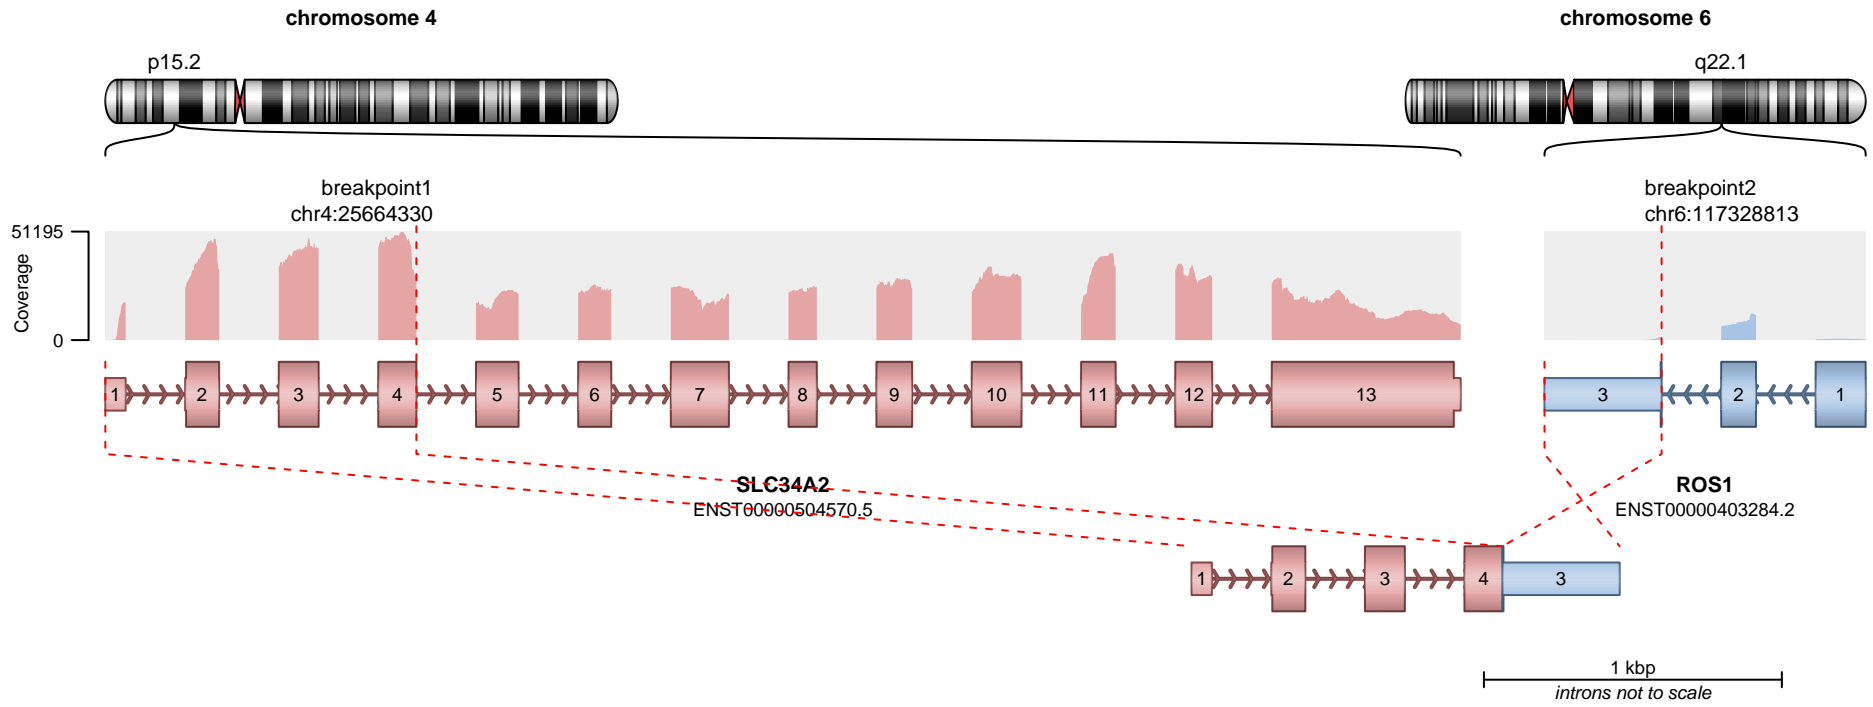 chromosome 4
chromosome 6
p15.2
q22.1
breakpoint1
chr4:25664330
breakpoint2
chr6:117328813
51195
Coverage
0
1 2 3 4 5 6 7 8 9 10 11 12 13
3 2 1
SLC34A2
ENST00000504570.5
ROS1
ENST00000403284.2
1 2 3 4 3
1 kbp
introns not to scale